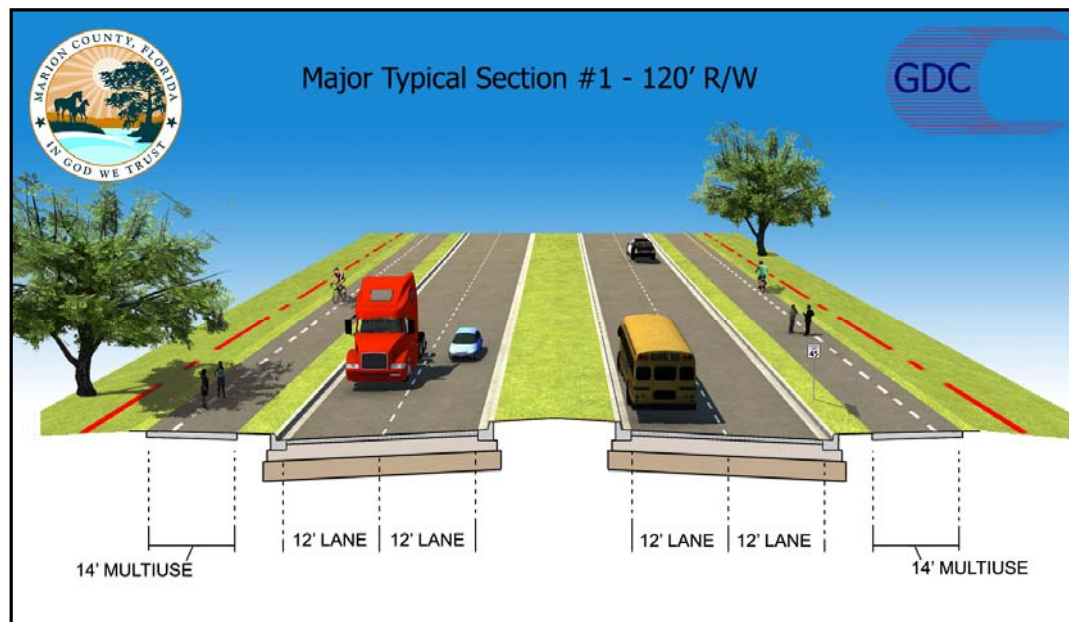 MARION COUNTY, FLORIDA
IN GOD WE TRUST
Major Typical Section #1 - 120' R/W
GDC
45
12' LANE 12' LANE 12' LANE 12' LANE
14' MULTIUSE 14' MULTIUSE